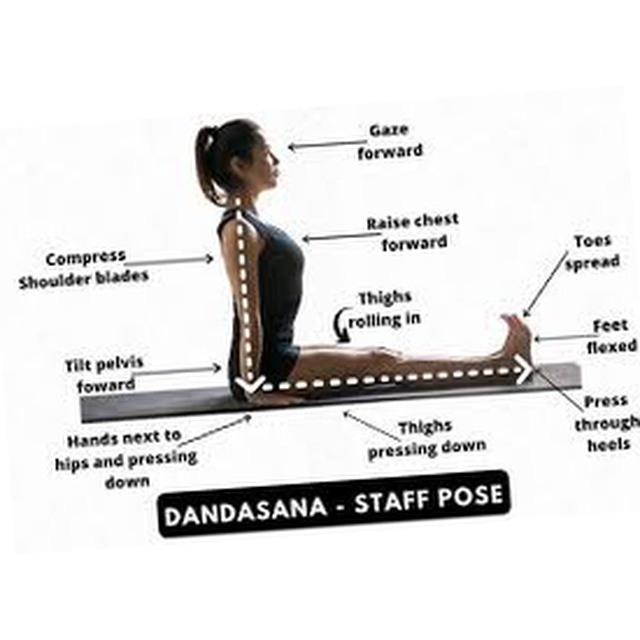 Gaze
forward
Raise chest
forward
Compress
Shoulder blades
Toes
spread
Thighs
rolling in
Feet
flexed
Tilt pelvis
foward
Press
through
heels
Hands next to
hips and pressing
down
Thighs
pressing down
DANDASANA - STAFF POSE